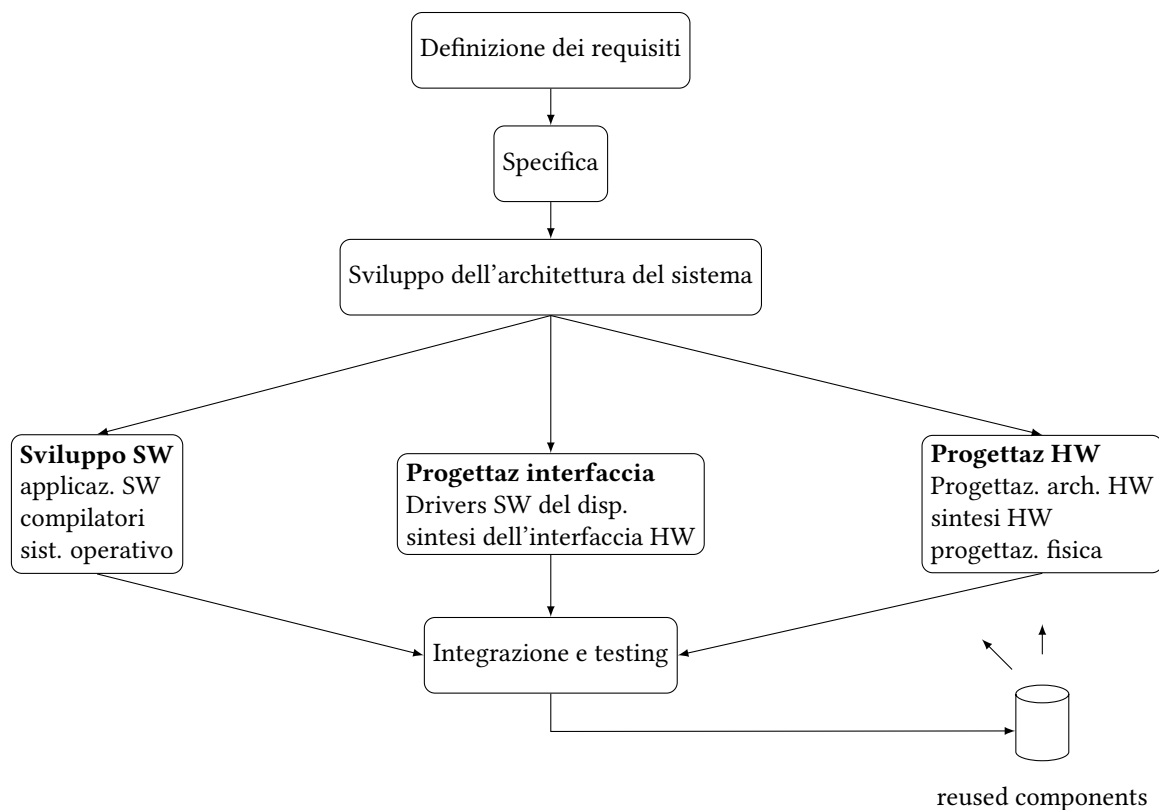 Definizione dei requisiti
Specifica
Sviluppo dell’architettura del sistema
Sviluppo SW
applicaz. SW
compilatori
sist. operativo
Progettaz interfaccia
Drivers SW del disp.
sintesi dell’interfaccia HW
Progettaz HW
Progettaz. arch. HW
sintesi HW
progettaz. fisica
Integrazione e testing
reused components